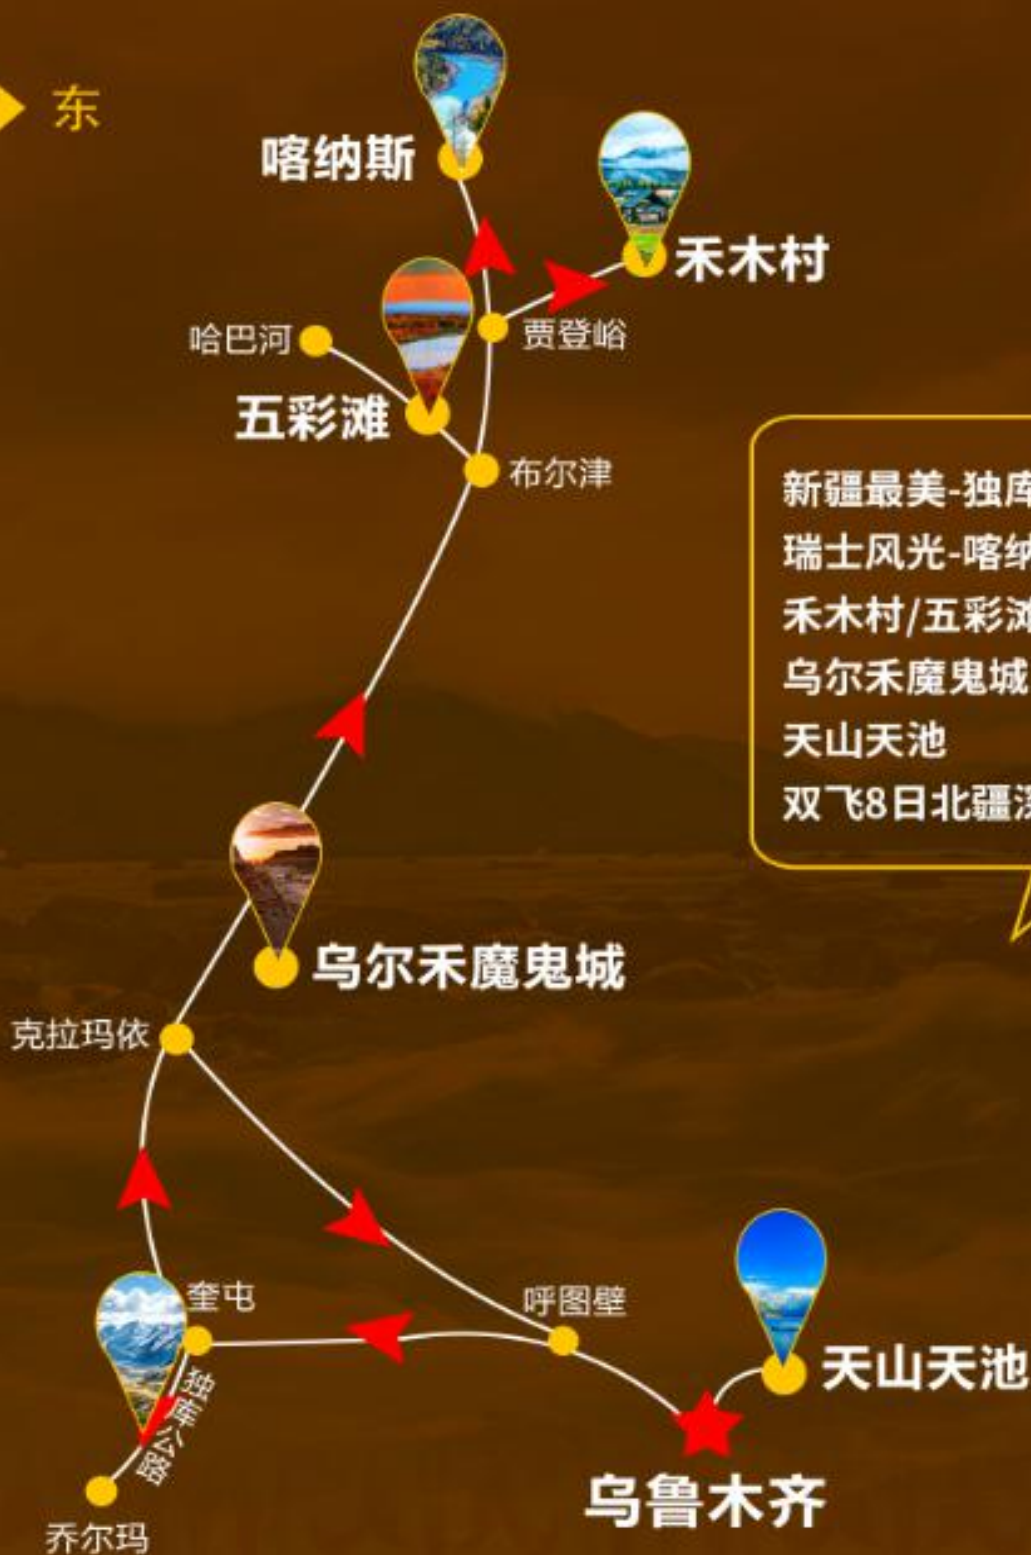 东
喀纳斯
禾木村
哈巴河
贾登峪
五彩滩
布尔津
新疆最美-独库
瑞士风光-喀纳
禾木村/五彩滩
乌尔禾魔鬼城
天山天池
双飞8日北疆深
乌尔禾魔鬼城
克拉玛依
奎屯
呼图壁
天山天池
独库公路
乌鲁木齐
乔尔玛